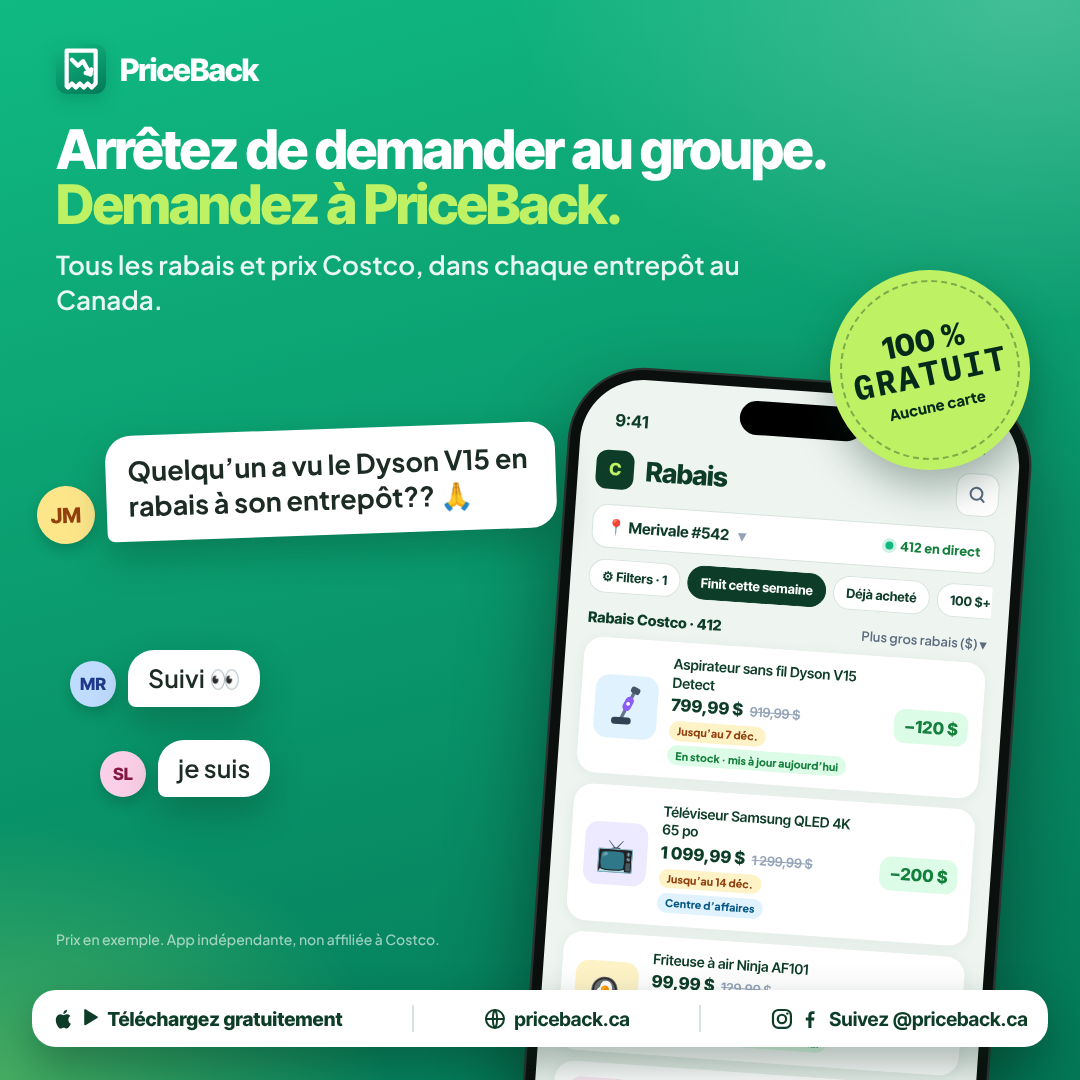 PriceBack
Arrêtez de demander au groupe.
Demandez à PriceBack.
Tous les rabais et prix Costco, dans chaque entrepôt au
Canada.
100 %
GRATUIT
Aucune carte
Quelqu’un a vu le Dyson V15 en
rabais à son entrepôt?? 🙏
JM
MR
Suivi 👀
SL
je suis
9:41
C
Rabais
📍 Merivale #542 ▾
412 en direct
⚙ Filters · 1
Finit cette semaine
Déjà acheté
100 $+
Rabais Costco · 412
Plus gros rabais ($) ▾
Aspirateur sans fil Dyson V15
Detect
799,99 $ 919,99 $
−120 $
Jusqu’au 7 déc.
En stock · mis à jour aujourd’hui
Téléviseur Samsung QLED 4K
65 po
1 099,99 $ 1 299,99 $
−200 $
Jusqu’au 14 déc.
Centre d’affaires
Friteuse à air Ninja AF101
99,99 $ 129,99 $
Prix en exemple. App indépendante, non affiliée à Costco.
Téléchargez gratuitement
priceback.ca
Suivez @priceback.ca